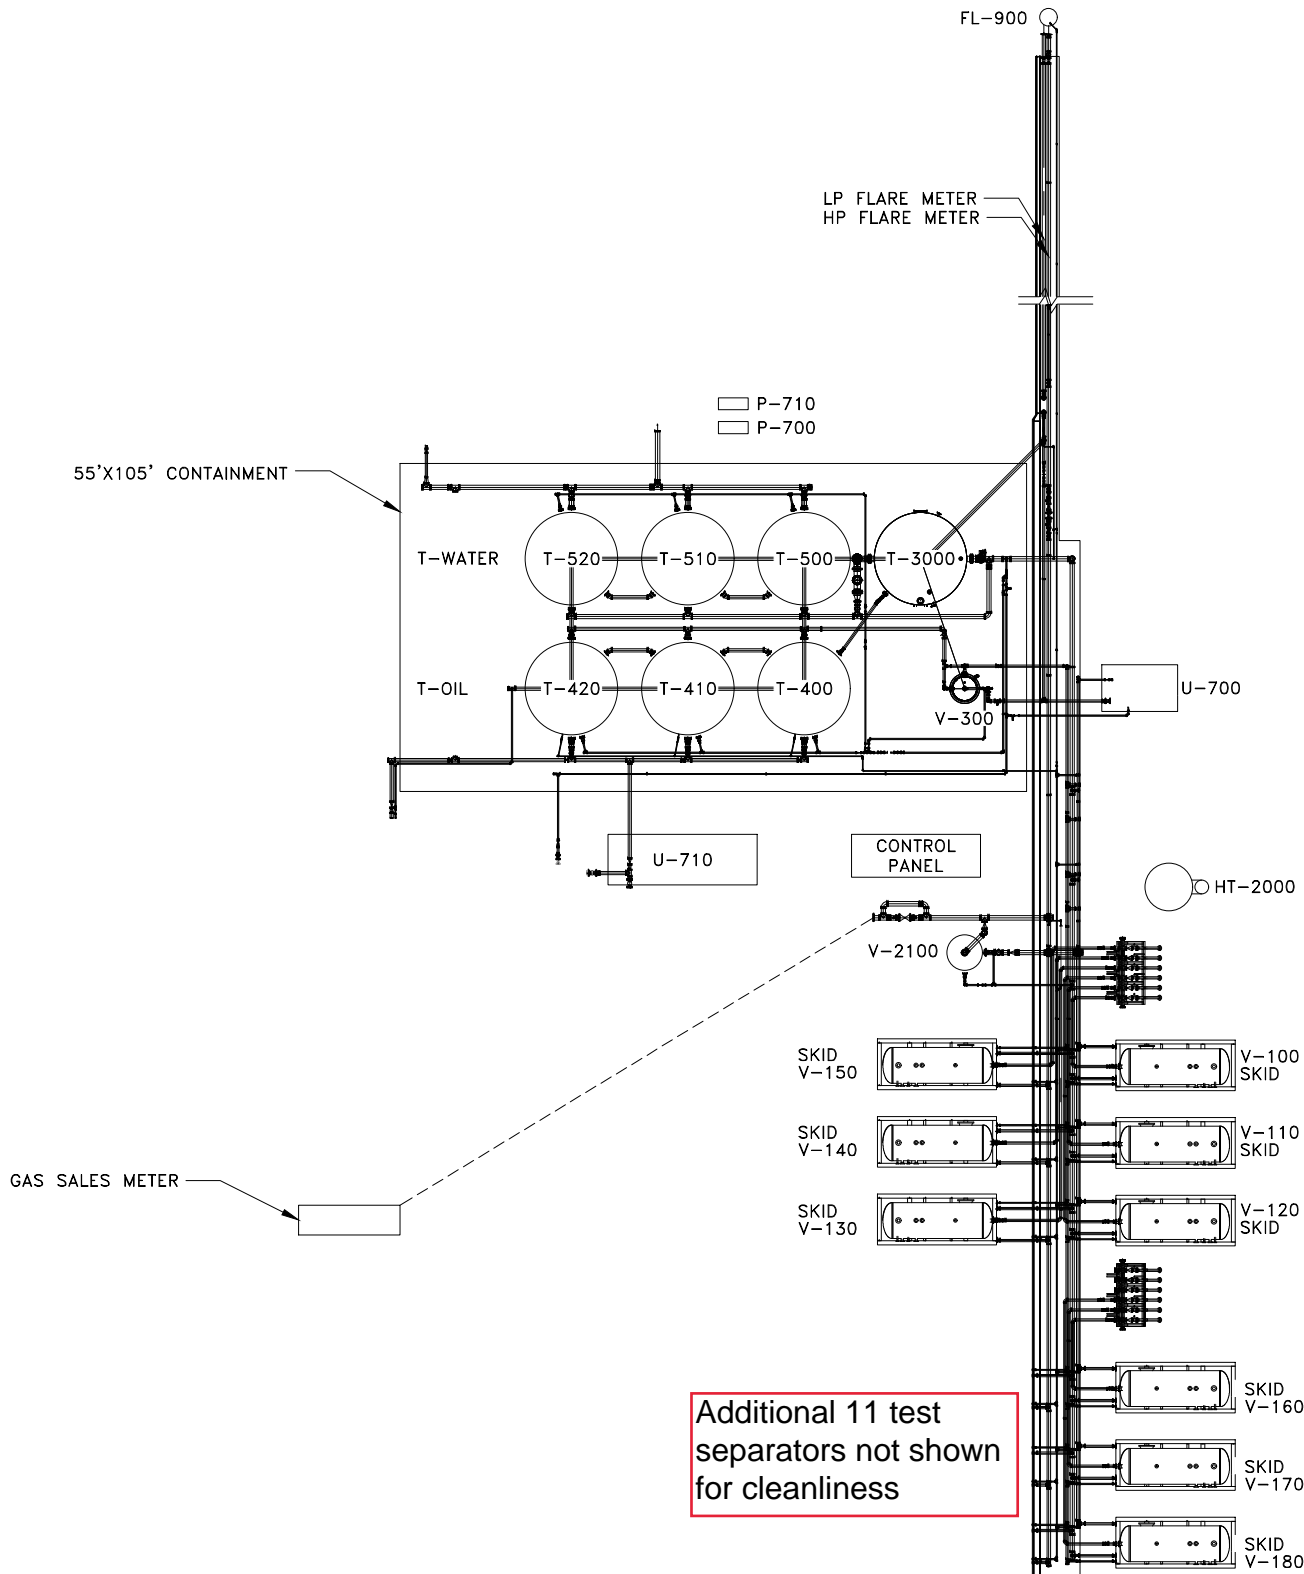 FL-900
LP FLARE METER
HP FLARE METER
P-710
P-700
55'X105' CONTAINMENT
T-WATER
T-520
T-510
T-500
T-3000
T-OIL
T-420
T-410
T-400
V-300
U-700
U-710
CONTROL
PANEL
HT-2000
V-2100
SKID
V-150
V-100
SKID
SKID
V-140
V-110
SKID
GAS SALES METER
SKID
V-130
V-120
SKID
SKID
V-160
Additional 11 test
separators not shown
for cleanliness
SKID
V-170
SKID
V-180